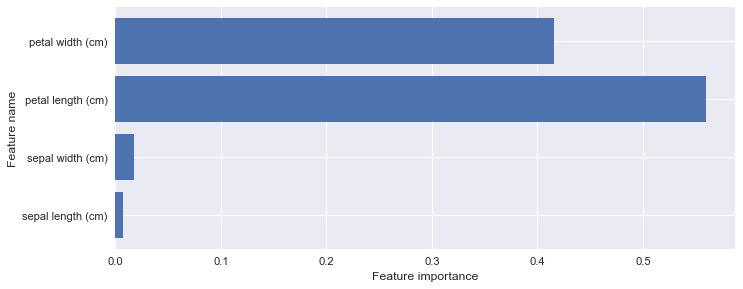 petal width (cm)
petal length (cm)
sepal width (cm)
sepal length (cm)
Feature name
0.0 0.1 0.2 0.3 0.4 0.5
Feature importance